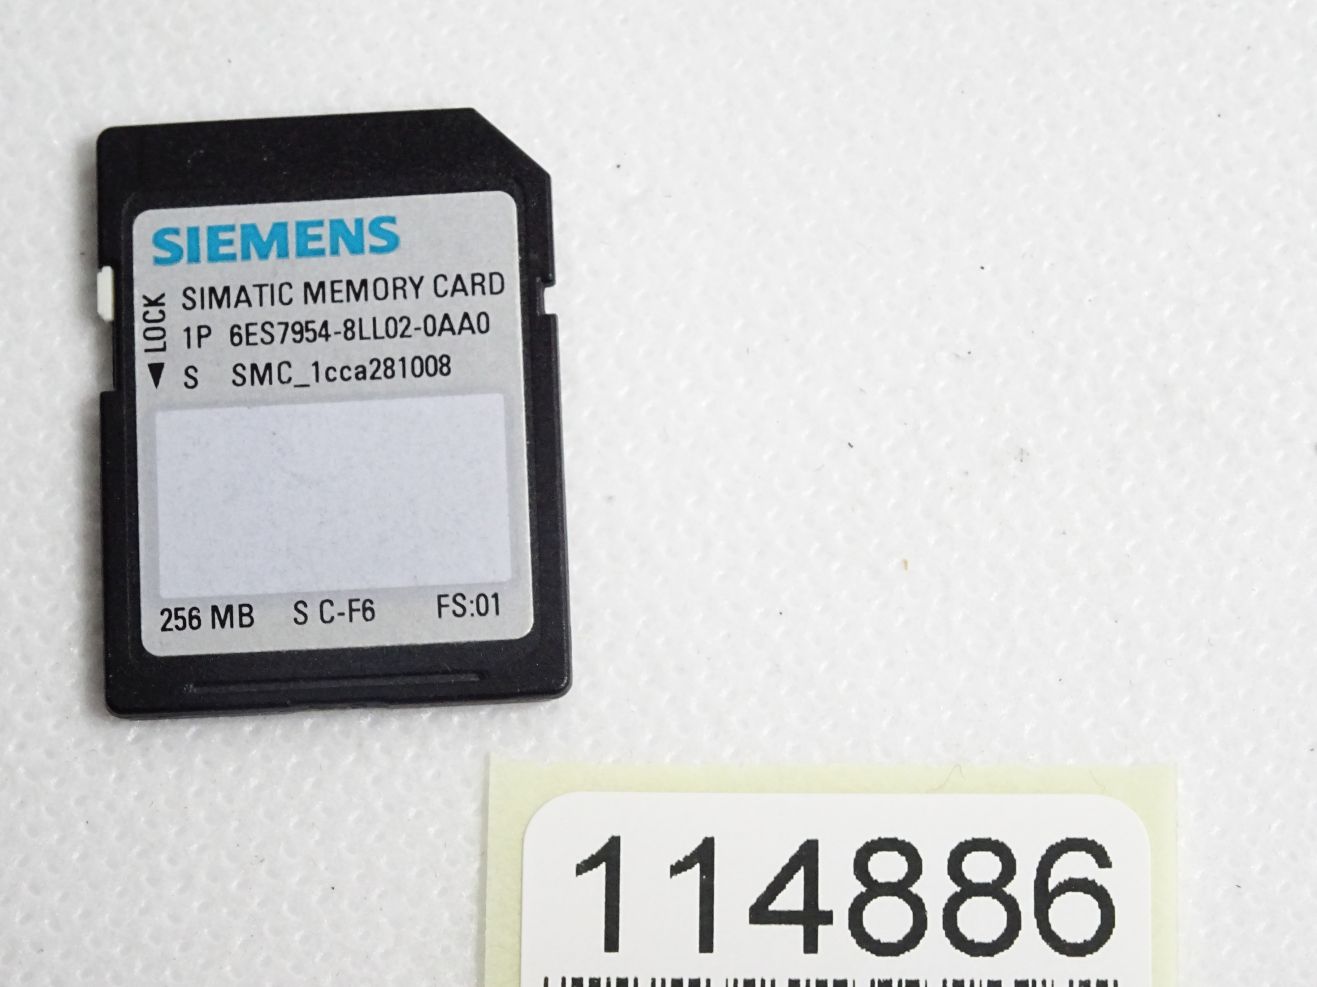 SIEMENS
SIMATIC MEMORY CARD
1P 6ES7954-8LL02-0AA0
S SMC_1cca281008
LOCK
256 MB S C-F6 FS:01
114886